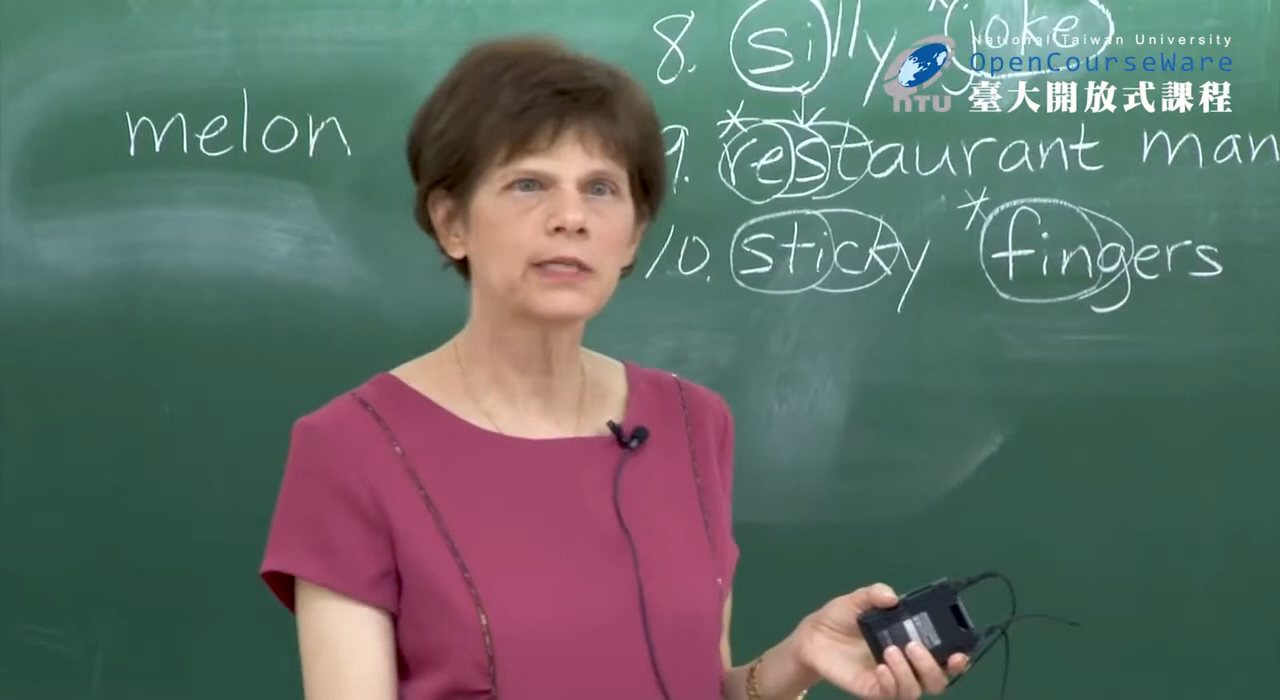 melon
8. silly *joke
9. *restaurant man
10. sticky *fingers
National Taiwan University
OpenCourseWare
NTU 臺大開放式課程